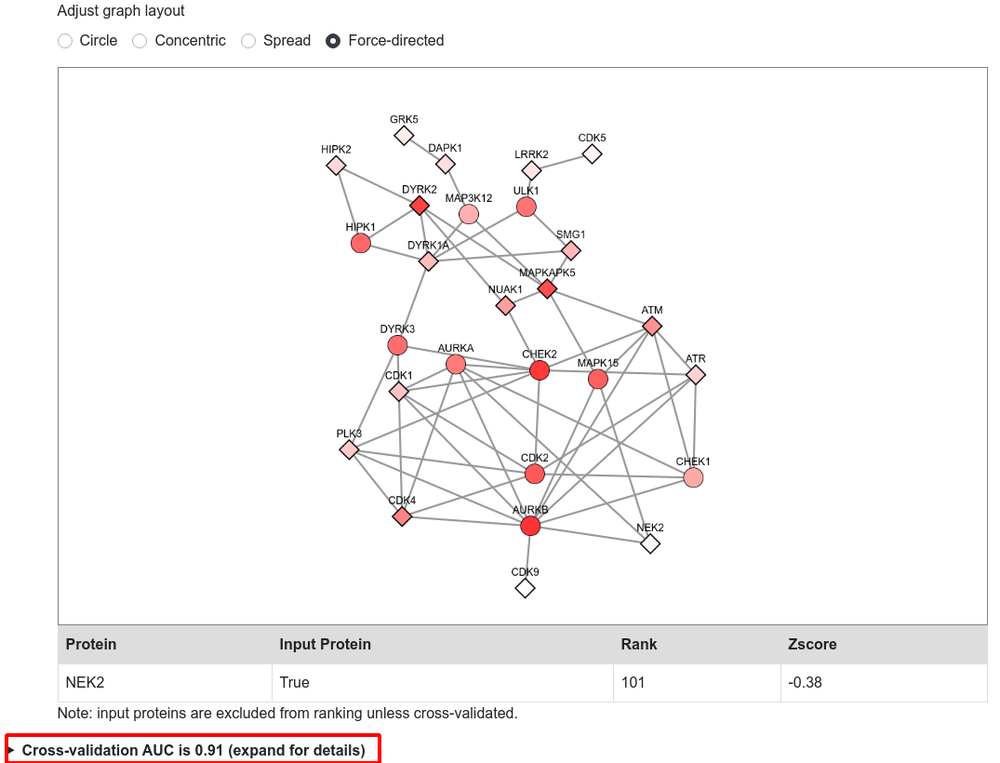 Adjust graph layout
Circle Concentric Spread Force-directed
GRK5
CDK5
HIPK2
DAPK1
LRRK2
DYRK2
MAP3K12
ULK1
HIPK1
SMG1
DYRK1A
MAPKAPK5
NUAK1
ATM
DYRK3
AURKA
CHEK2
MAPK15
ATR
CDK1
PLK3
CDK2
CHEK1
CDK4
AURKB
NEK2
CDK9
Protein Input Protein Rank Zscore
NEK2 True 101 -0.38
Note: input proteins are excluded from ranking unless cross-validated.
Cross-validation AUC is 0.91 (expand for details)